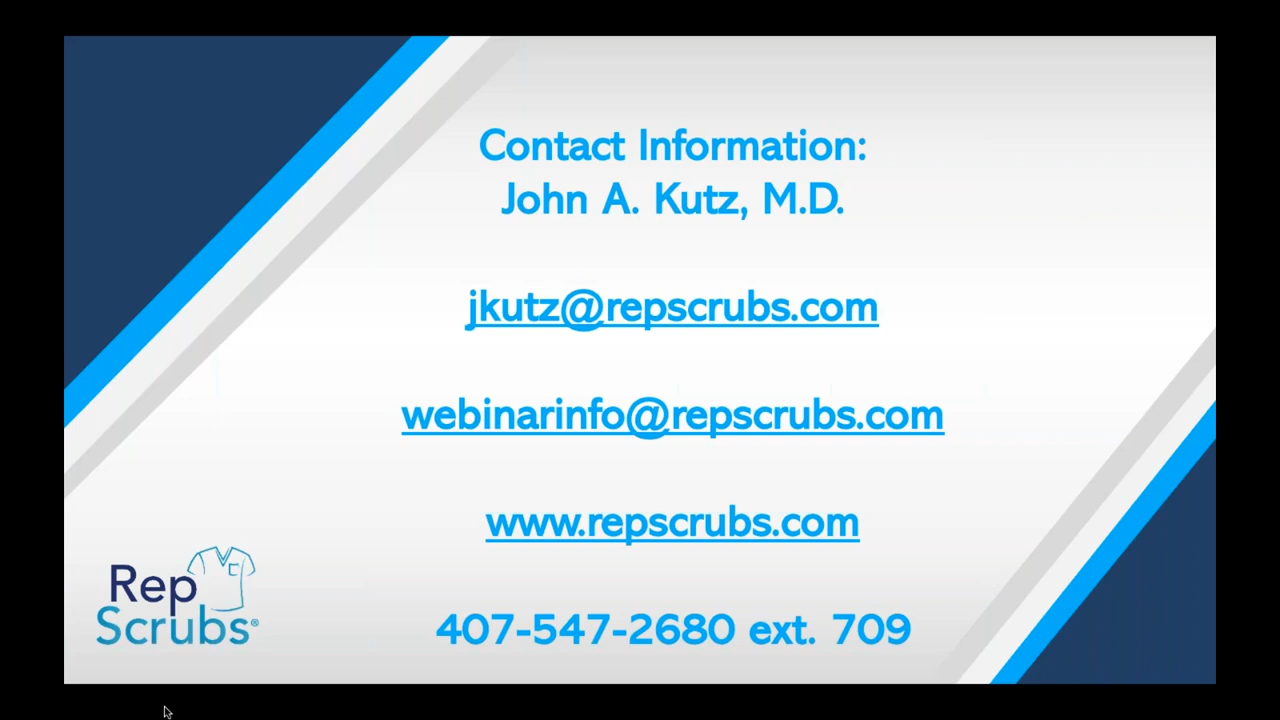 Contact Information:
John A. Kutz, M.D.
jkutz@repscrubs.com
webinarinfo@repscrubs.com
www.repscrubs.com
407-547-2680 ext. 709
Rep
Scrubs®